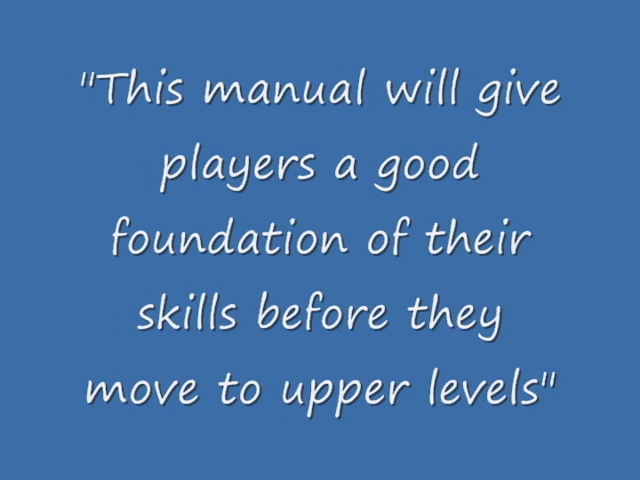 "This manual will give
players a good
foundation of their
skills before they
move to upper levels"